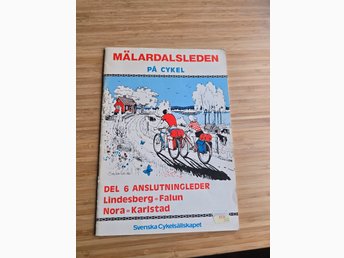 MÄLARDALSLEDEN
PÅ CYKEL
DEL 6 ANSLUTNINGLEDER
Lindesberg-Falun
Nora-Karlstad
Svenska Cykelsällskapet